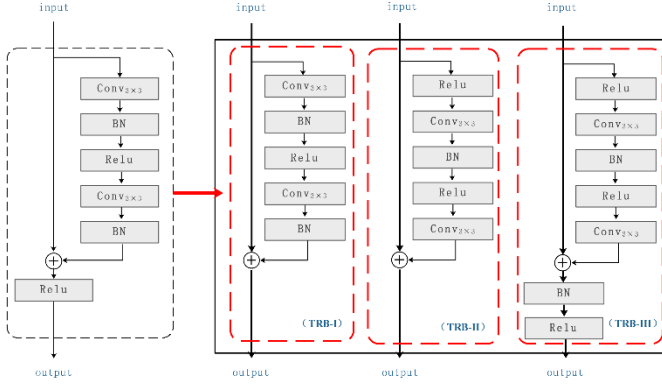 input
Conv₃×₃
BN
Relu
Conv₃×₃
BN
Relu
output
input
Conv₃×₃
BN
Relu
Conv₃×₃
BN
(TRB-I)
output
input
Relu
Conv₃×₃
BN
Relu
Conv₃×₃
(TRB-II)
output
input
Relu
Conv₃×₃
BN
Relu
Conv₃×₃
BN
Relu
(TRB-III)
output